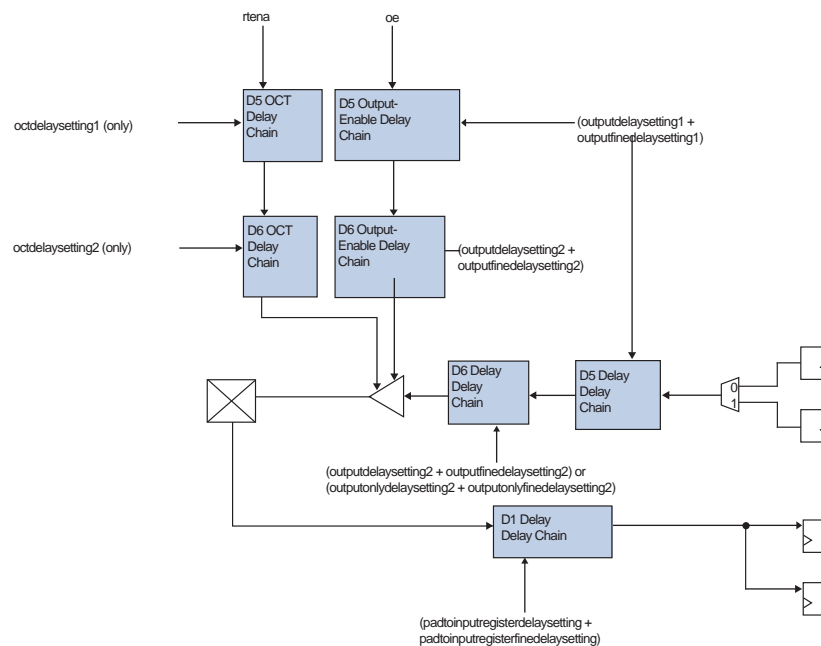 rtena
oe
D5 OCT
Delay
Chain
D5 Output-
Enable Delay
Chain
octdelaysetting1 (only)
(outputdelaysetting1 +
outputfinedelaysetting1)
D6 OCT
Delay
Chain
D6 Output-
Enable Delay
Chain
octdelaysetting2 (only)
(outputdelaysetting2 +
outputfinedelaysetting2)
D6 Delay
Delay
Chain
D5 Delay
Delay
Chain
0
1
(outputdelaysetting2 + outputfinedelaysetting2) or
(outputonlydelaysetting2 + outputonlyfinedelaysetting2)
D1 Delay
Delay Chain
(padtoinputregisterdelaysetting +
padtoinputregisterfinedelaysetting)